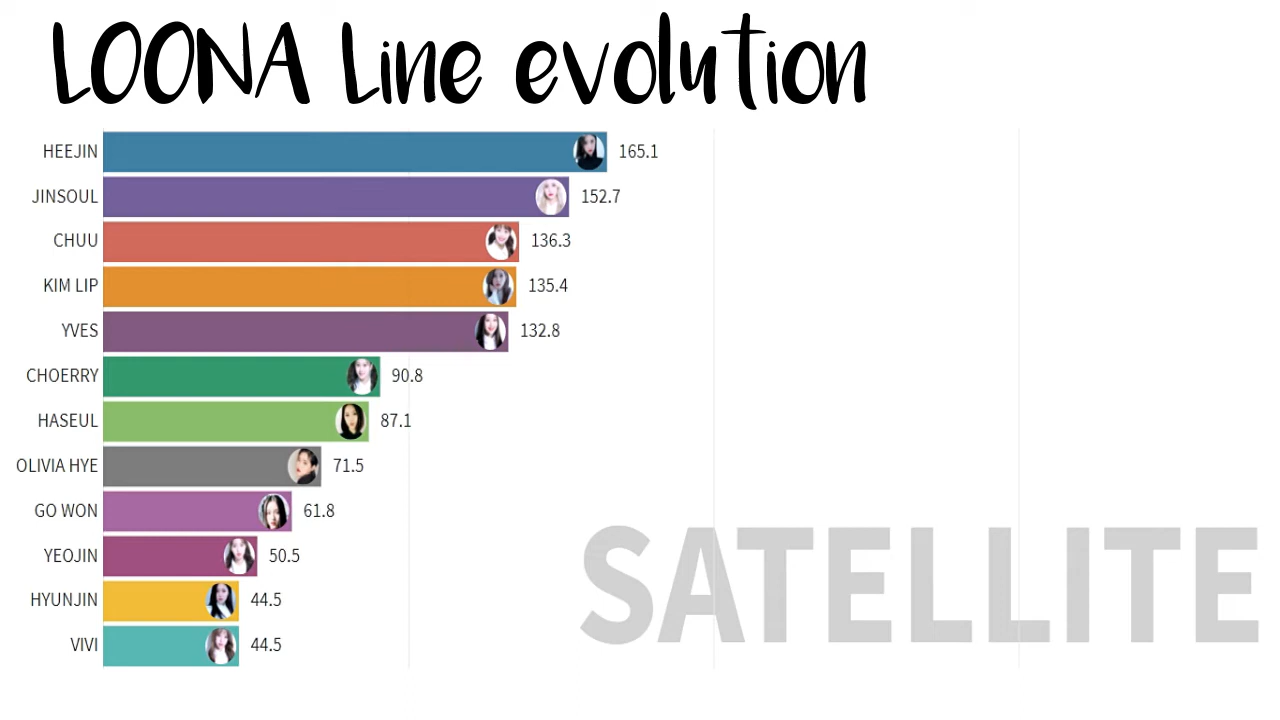 LOONA Line evolution
HEEJIN 165.1
JINSOUL 152.7
CHUU 136.3
KIM LIP 135.4
YVES 132.8
CHOERRY 90.8
HASEUL 87.1
OLIVIA HYE 71.5
GO WON 61.8
YEOJIN 50.5
HYUNJIN 44.5
VIVI 44.5
SATELLITE